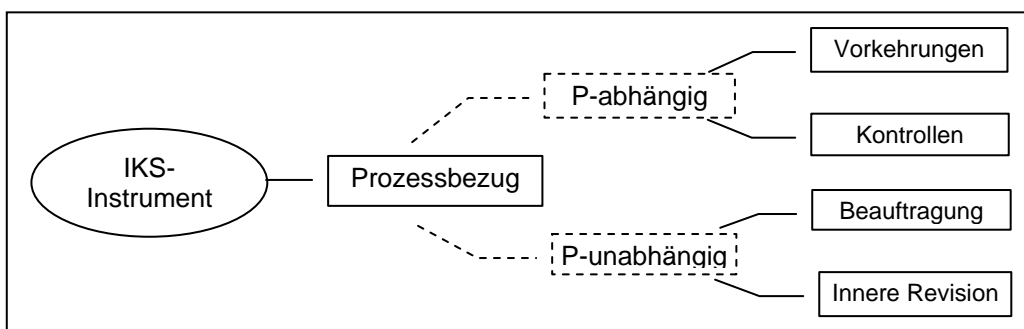 Vorkehrungen
P-abhängig
Kontrollen
IKS-
Instrument
Prozessbezug
Beauftragung
P-unabhängig
Innere Revision